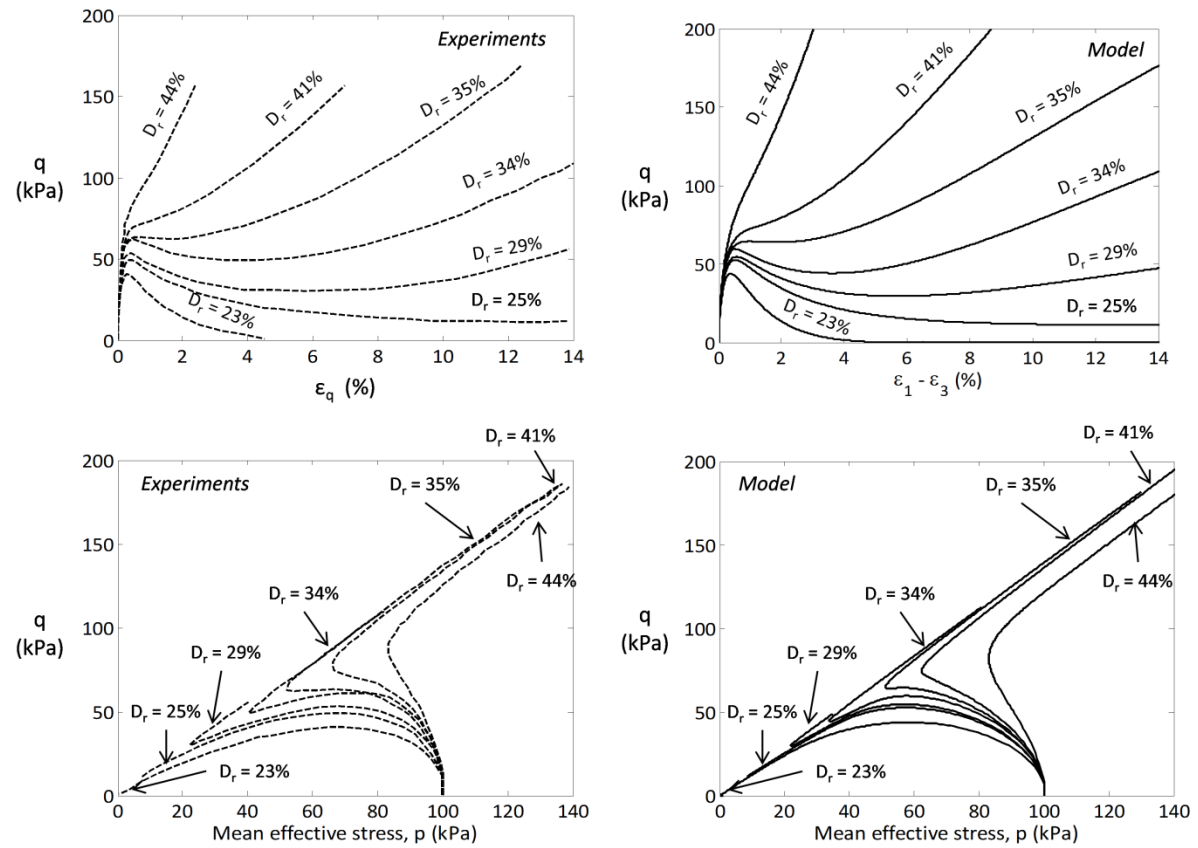 Experiments
200
150
100
50
0
q
(kPa)
D_r = 44%
D_r = 41%
D_r = 35%
D_r = 34%
D_r = 29%
D_r = 25%
D_r = 23%
0 2 4 6 8 10 12 14
ε_q (%)
Model
200
150
100
50
0
q
(kPa)
D_r = 44%
D_r = 41%
D_r = 35%
D_r = 34%
D_r = 29%
D_r = 25%
D_r = 23%
0 2 4 6 8 10 12 14
ε_1 - ε_3 (%)
Experiments
200
150
100
50
0
q
(kPa)
D_r = 41%
D_r = 35%
D_r = 44%
D_r = 34%
D_r = 29%
D_r = 25%
D_r = 23%
0 20 40 60 80 100 120 140
Mean effective stress, p (kPa)
Model
200
150
100
50
0
q
(kPa)
D_r = 41%
D_r = 35%
D_r = 44%
D_r = 34%
D_r = 29%
D_r = 25%
D_r = 23%
0 20 40 60 80 100 120 140
Mean effective stress, p (kPa)